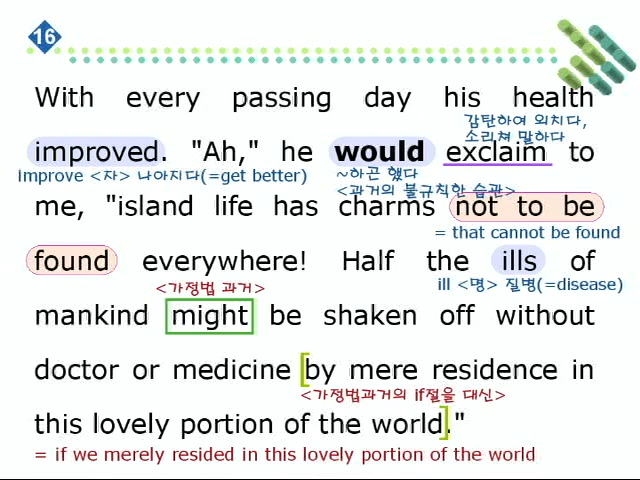 16
With every passing day his health
감탄하여 외치다,
소리쳐 말하다
improved. "Ah," he would exclaim to
improve <자> 나아지다(=get better)
~하곤 했다
<과거의 불규칙한 습관>
me, "island life has charms not to be
= that cannot be found
found everywhere! Half the ills of
<가정법 과거>
ill <명> 질병(=disease)
mankind might be shaken off without
doctor or medicine [by mere residence in
<가정법과거의 if절을 대신>
this lovely portion of the world]."
= if we merely resided in this lovely portion of the world